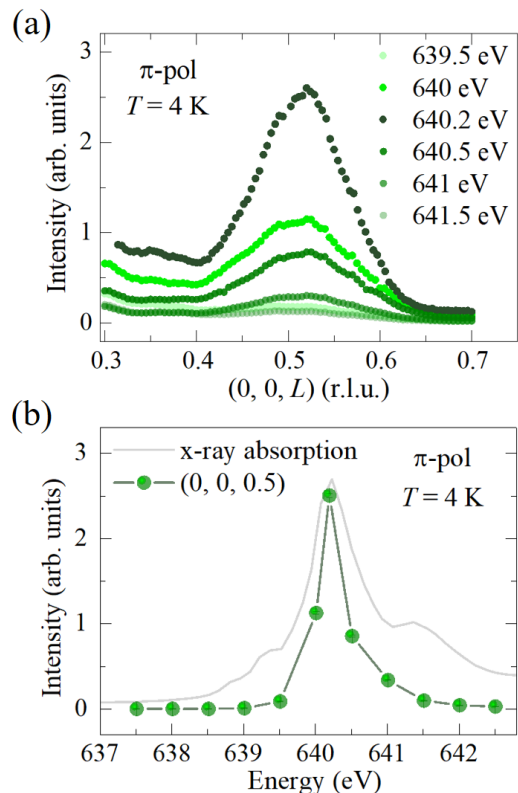 (a)
π-pol
T = 4 K
639.5 eV
640 eV
640.2 eV
640.5 eV
641 eV
641.5 eV
Intensity (arb. units)
3
2
1
0
0.3 0.4 0.5 0.6 0.7
(0, 0, L) (r.l.u.)
(b)
x-ray absorption
(0, 0, 0.5)
π-pol
T = 4 K
Intensity (arb. units)
3
2
1
0
637 638 639 640 641 642
Energy (eV)